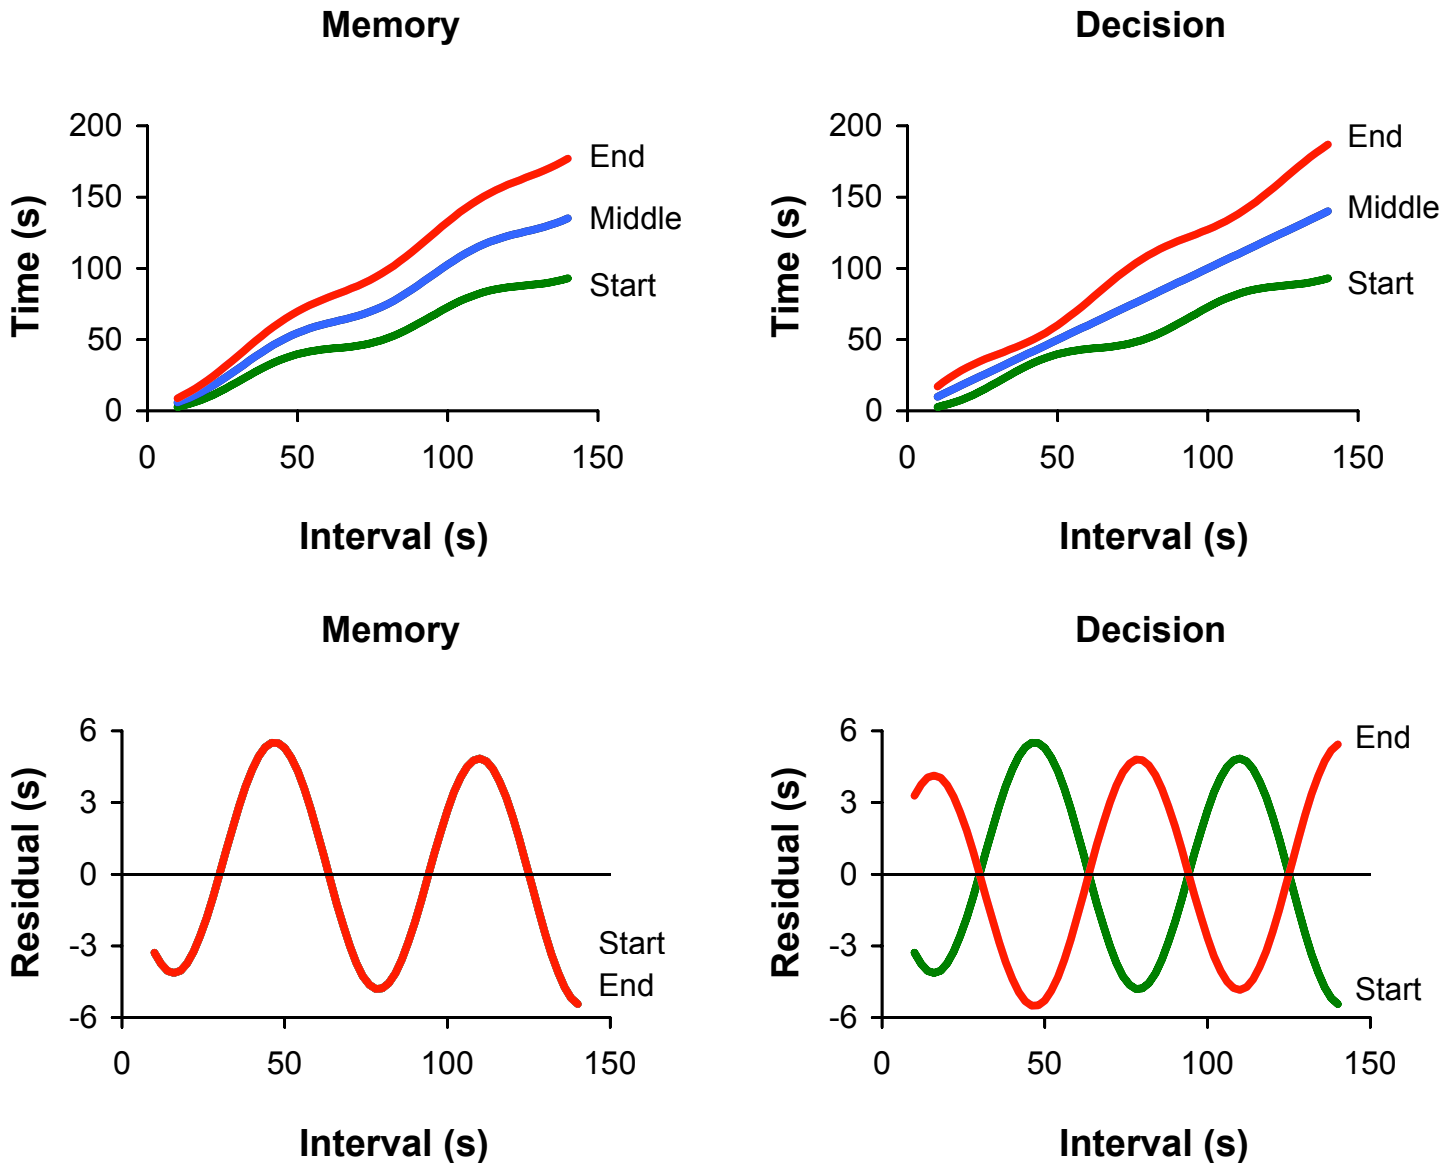 Memory
200
150
100
50
0
Time (s)
End
Middle
Start
0 50 100 150
Interval (s)
Decision
200
150
100
50
0
Time (s)
End
Middle
Start
0 50 100 150
Interval (s)
Memory
6
3
0
-3
-6
Residual (s)
Start
End
0 50 100 150
Interval (s)
Decision
6
3
0
-3
-6
Residual (s)
End
Start
0 50 100 150
Interval (s)